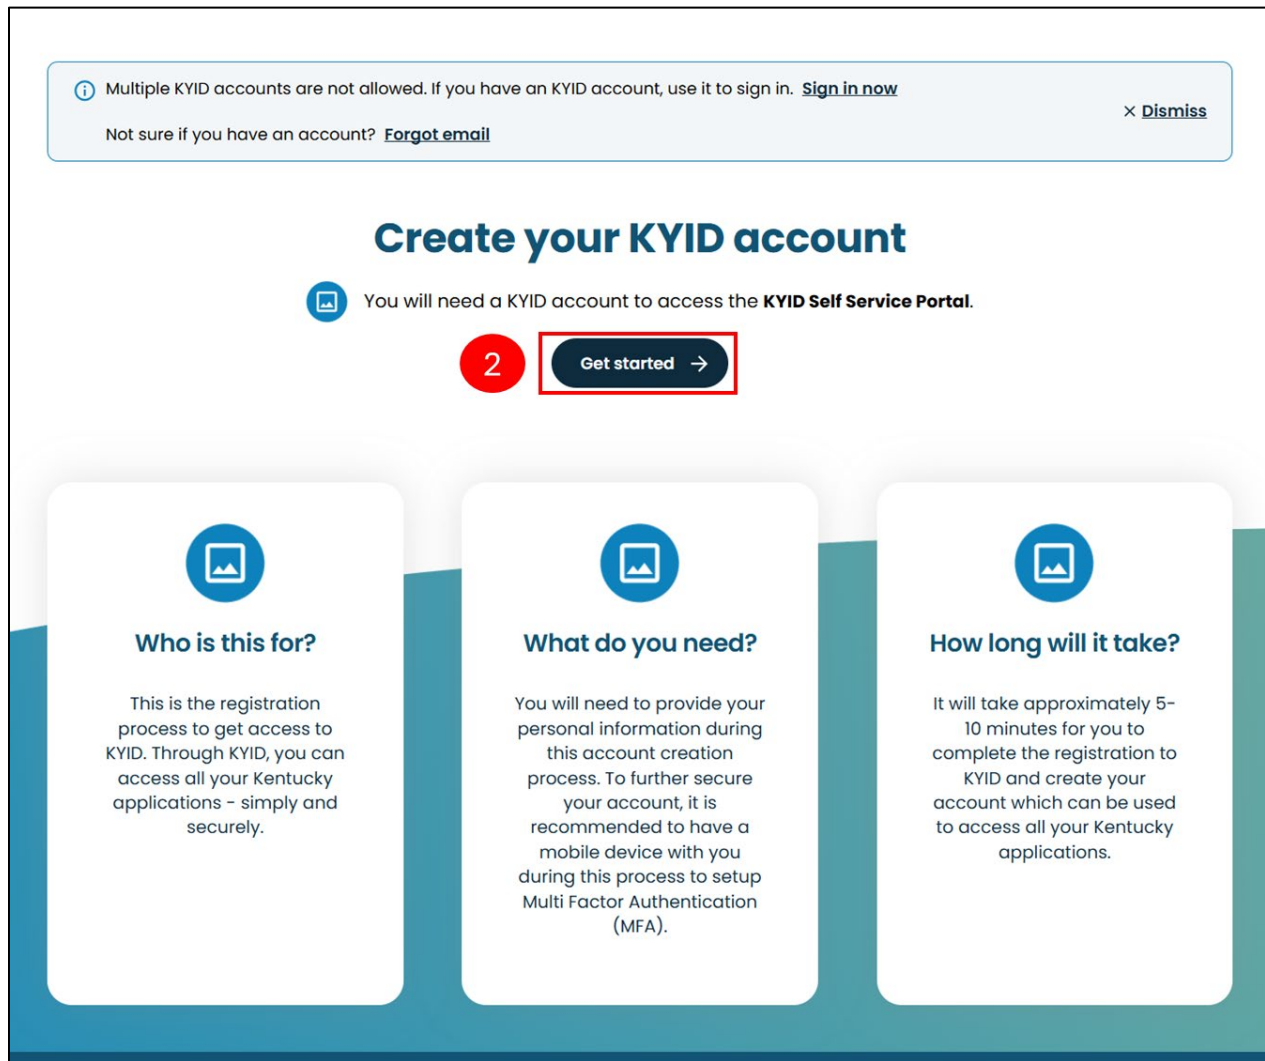 Multiple KYID accounts are not allowed. If you have an KYID account, use it to sign in. Sign in now
Not sure if you have an account? Forgot email
Dismiss
Create your KYID account
You will need a KYID account to access the KYID Self Service Portal.
2
Get started
Who is this for?
This is the registration
process to get access to
KYID. Through KYID, you can
access all your Kentucky
applications - simply and
securely.
What do you need?
You will need to provide your
personal information during
this account creation
process. To further secure
your account, it is
recommended to have a
mobile device with you
during this process to setup
Multi Factor Authentication
(MFA).
How long will it take?
It will take approximately 5-
10 minutes for you to
complete the registration to
KYID and create your
account which can be used
to access all your Kentucky
applications.